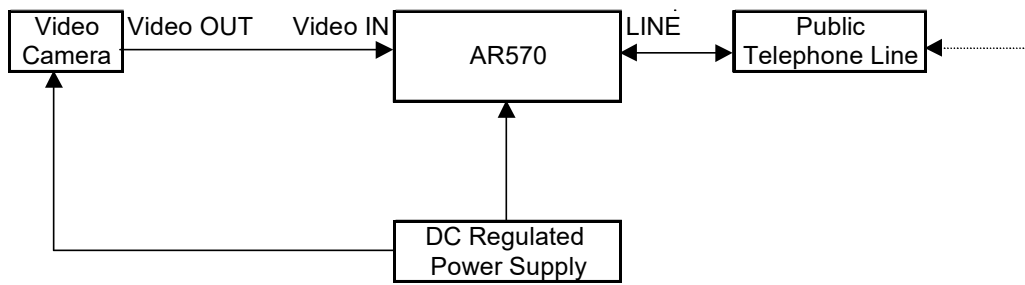 Video
Camera
Video OUT
Video IN
AR570
LINE
Public
Telephone Line
DC Regulated
Power Supply